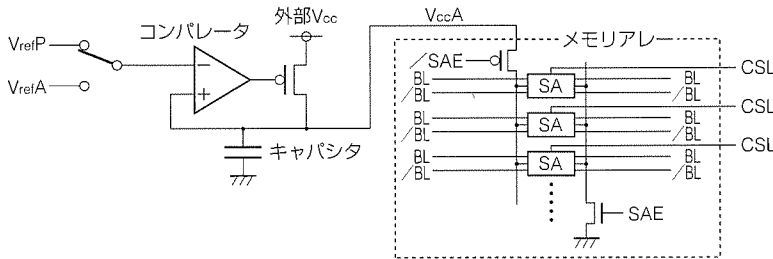 コンパレータ
外部Vcc
VccA
VrefP
VrefA
－
＋
キャパシタ
メモリアレー
／SAE
BL
／BL
SA
BL
／BL
CSL
BL
／BL
SA
BL
／BL
CSL
BL
／BL
SA
BL
／BL
CSL
SAE